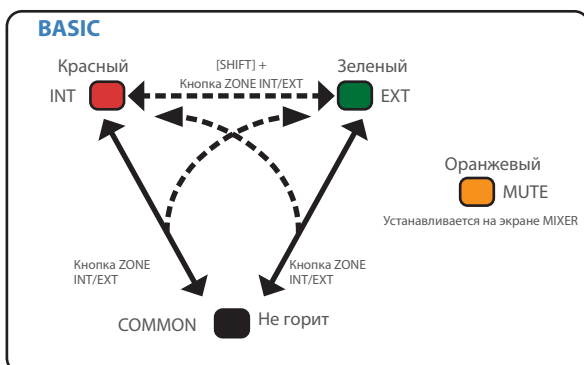 BASIC
[SHIFT] +
Красный
Зеленый
Кнопка ZONE INT/EXT
INT
EXT
Оранжевый
MUTE
Устанавливается на экране MIXER
Кнопка ZONE
INT/EXT
Кнопка ZONE
INT/EXT
COMMON
Не горит